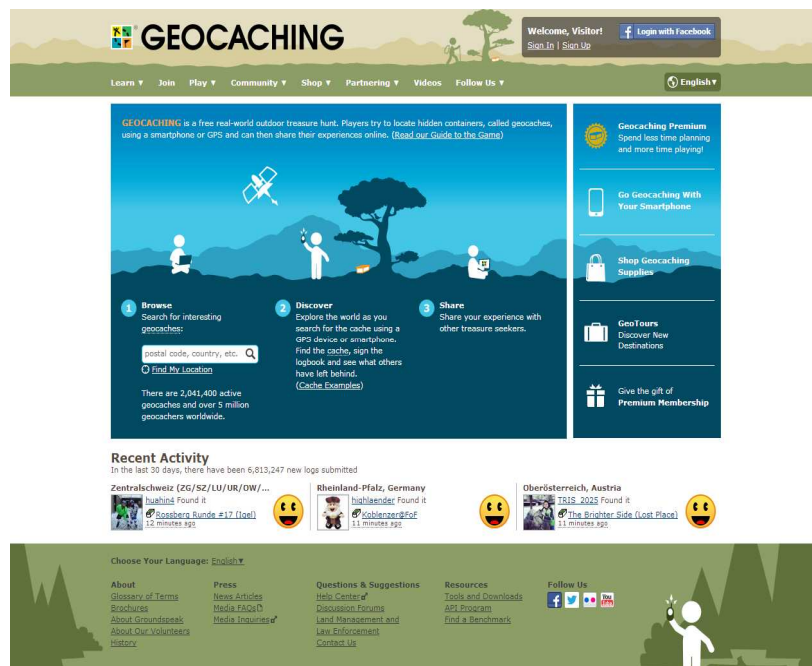 GEOCACHING
Welcome, Visitor!
Sign In | Sign Up
Login with Facebook
Learn ▼ Join Play ▼ Community ▼ Shop ▼ Partnering ▼ Videos Follow Us ▼
English▼
GEOCACHING is a free real-world outdoor treasure hunt. Players try to locate hidden containers, called geocaches,
using a smartphone or GPS and can then share their experiences online. (Read our Guide to the Game)
1 Browse
Search for interesting
geocaches:
postal code, country, etc.
Find My Location
There are 2,041,400 active
geocaches and over 5 million
geocachers worldwide.
2 Discover
Explore the world as you
search for the cache using a
GPS device or smartphone.
Find the cache, sign the
logbook and see what others
have left behind.
(Cache Examples)
3 Share
Share your experience with
other treasure seekers.
Geocaching Premium
Spend less time planning
and more time playing!
Go Geocaching With
Your Smartphone
Shop Geocaching
Supplies
GeoTours
Discover New
Destinations
Give the gift of
Premium Membership
Recent Activity
In the last 30 days, there have been 6,813,247 new logs submitted
Zentralschweiz (ZG/SZ/LU/UR/OW/...
huahin4 Found it
Rossberg Runde #17 (Igel)
12 minutes ago
Rheinland-Pfalz, Germany
highlaender Found it
Koblenzer@FoF
11 minutes ago
Oberösterreich, Austria
TRIS_2025 Found it
The Brighter Side (Lost Place)
11 minutes ago
Choose Your Language: English▼
About
Glossary of Terms
Brochures
About Groundspeak
About Our Volunteers
History
Press
News Articles
Media FAQs
Media Inquiries
Questions & Suggestions
Help Center
Discussion Forums
Land Management and
Law Enforcement
Contact Us
Resources
Tools and Downloads
API Program
Find a Benchmark
Follow Us
You Tube